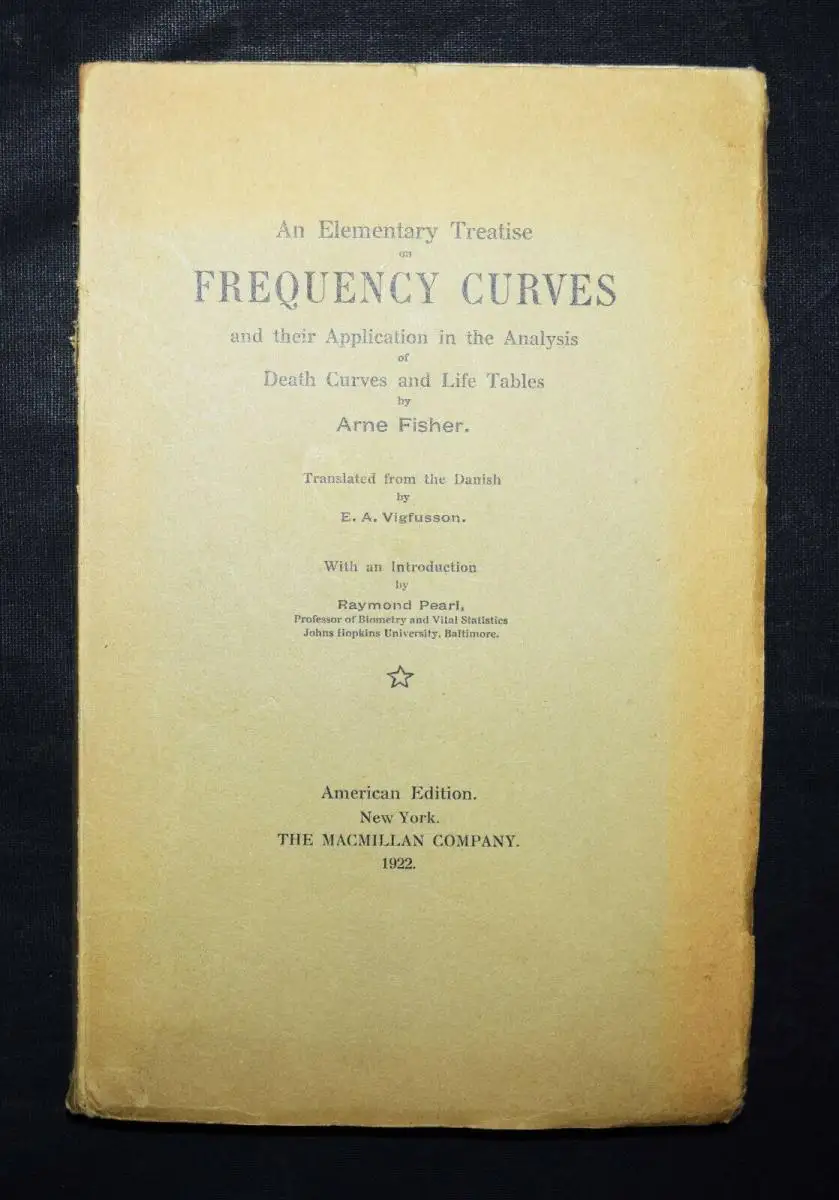 An Elementary Treatise
on
FREQUENCY CURVES
and their Application in the Analysis
of
Death Curves and Life Tables
by
Arne Fisher.
Translated from the Danish
by
E. A. Vigfusson.
With an Introduction
by
Raymond Pearl,
Professor of Biometry and Vital Statistics
Johns Hopkins University, Baltimore.
American Edition.
New York.
THE MACMILLAN COMPANY.
1922.